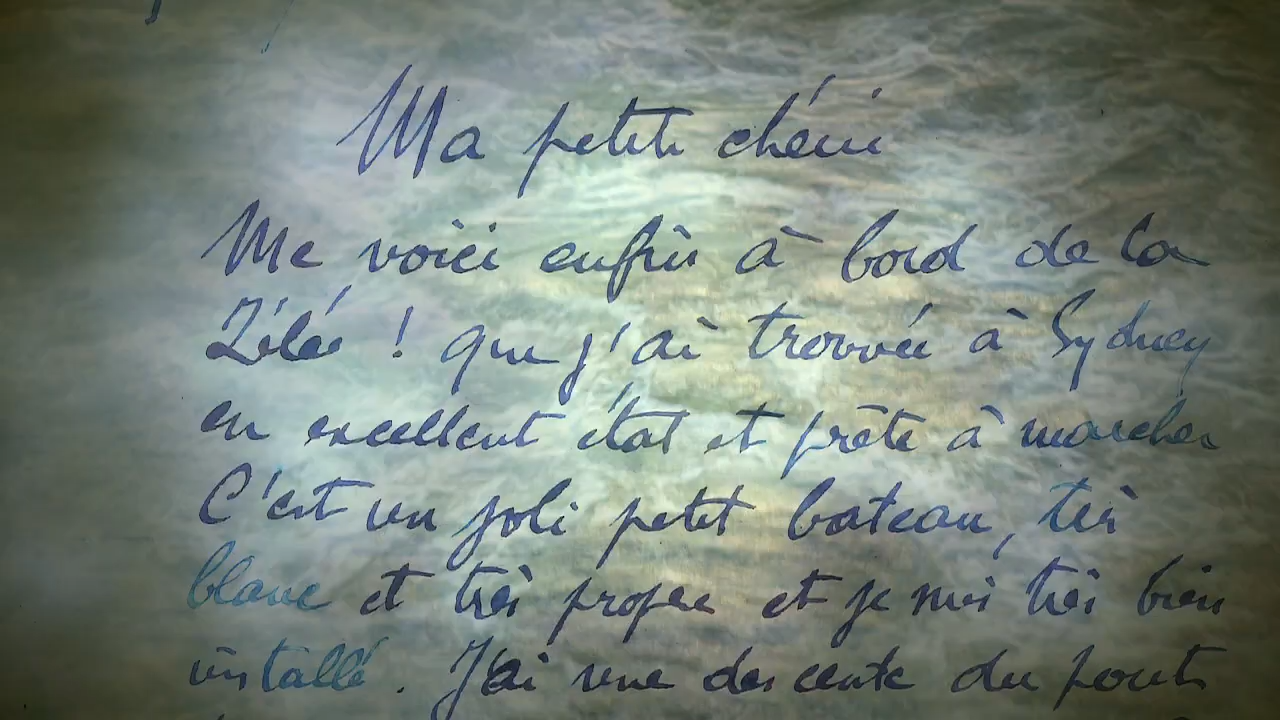 Ma petite chérie
Me voici enfin à bord de la
Zélée ! que j'ai trouvée à Sydney
en excellent état et prête à marcher
C'est un joli petit bateau, très
blanc et très propre et je suis très bien
installé. J'ai une descente du pont